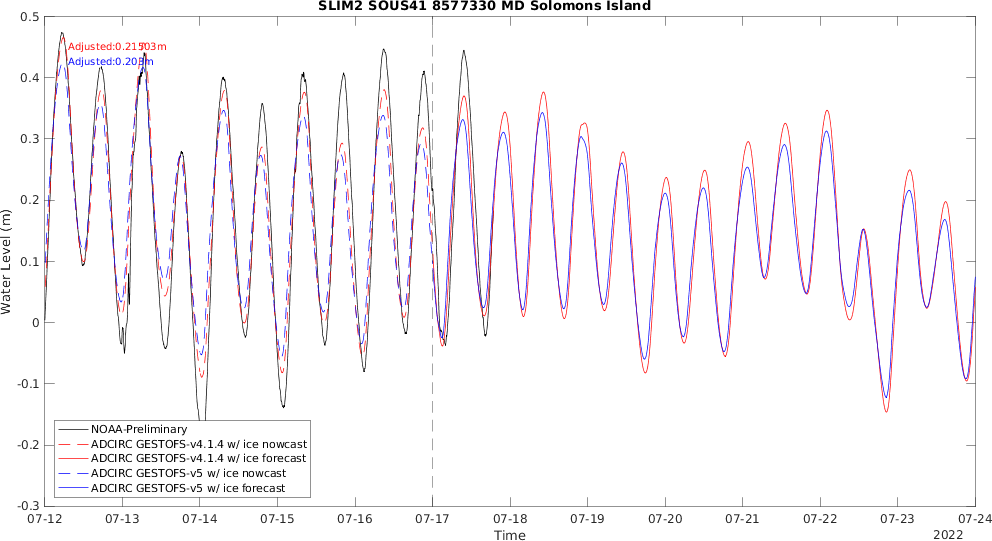 SLIM2 SOUS41 8577330 MD Solomons Island
0.5
0.4
0.3
0.2
0.1
0
-0.1
-0.2
-0.3
Water Level (m)
Adjusted:0.21503m
Adjusted:0.203m
NOAA-Preliminary
ADCIRC GESTOFS-v4.1.4 w/ ice nowcast
ADCIRC GESTOFS-v4.1.4 w/ ice forecast
ADCIRC GESTOFS-v5 w/ ice nowcast
ADCIRC GESTOFS-v5 w/ ice forecast
07-12 07-13 07-14 07-15 07-16 07-17 07-18 07-19 07-20 07-21 07-22 07-23 07-24
Time
2022